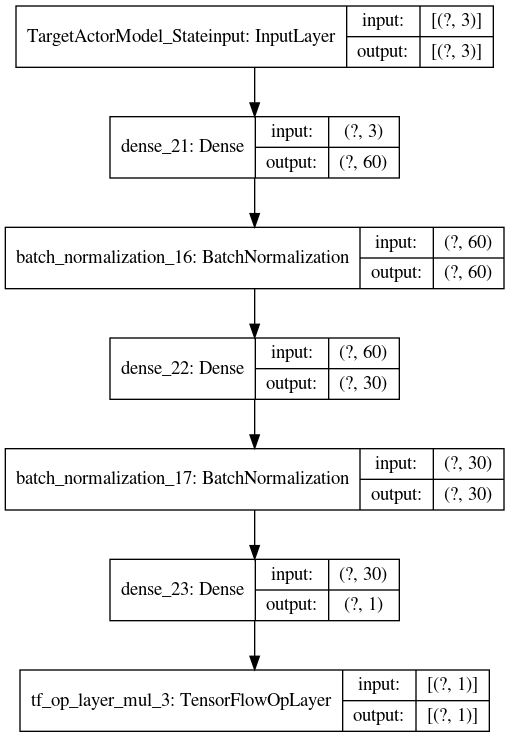 TargetActorModel_Stateinput: InputLayer
input: [(?, 3)]
output: [(?, 3)]
dense_21: Dense
input: (?, 3)
output: (?, 60)
batch_normalization_16: BatchNormalization
input: (?, 60)
output: (?, 60)
dense_22: Dense
input: (?, 60)
output: (?, 30)
batch_normalization_17: BatchNormalization
input: (?, 30)
output: (?, 30)
dense_23: Dense
input: (?, 30)
output: (?, 1)
tf_op_layer_mul_3: TensorFlowOpLayer
input: [(?, 1)]
output: [(?, 1)]